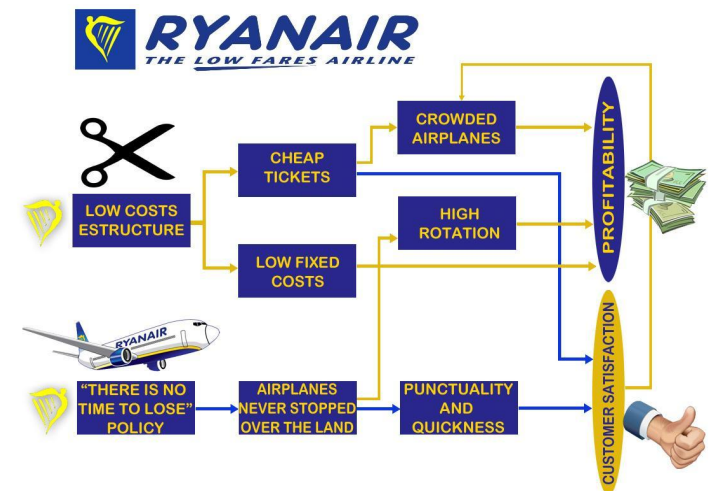 RYANAIR
THE LOW FARES AIRLINE
CROWDED
AIRPLANES
CHEAP
TICKETS
PROFITABILITY
LOW COSTS
ESTRUCTURE
HIGH
ROTATION
LOW FIXED
COSTS
RYANAIR
CUSTOMER SATISFACTION
“THERE IS NO
TIME TO LOSE”
POLICY
AIRPLANES
NEVER STOPPED
OVER THE LAND
PUNCTUALITY
AND
QUICKNESS